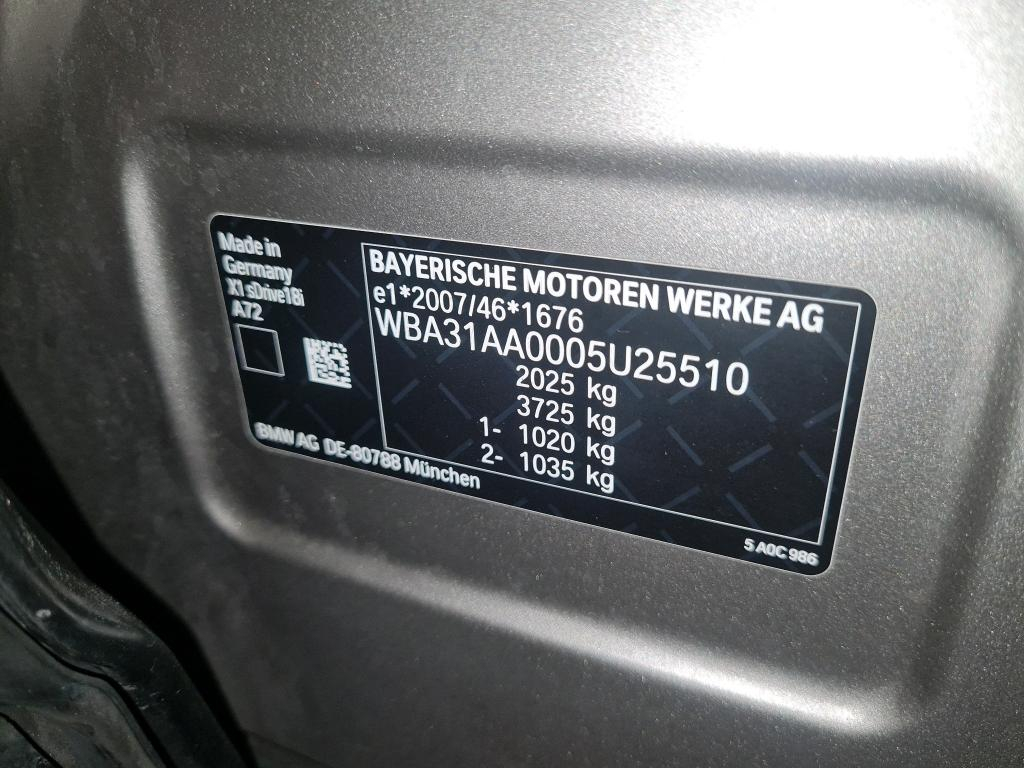 Made in
Germany
X1 sDrive18i
A72
BAYERISCHE MOTOREN WERKE AG
e1*2007/46*1676
WBA31AA0005U25510
2025 kg
3725 kg
1- 1020 kg
2- 1035 kg
BMW AG DE-80788 München
5 A0C 986